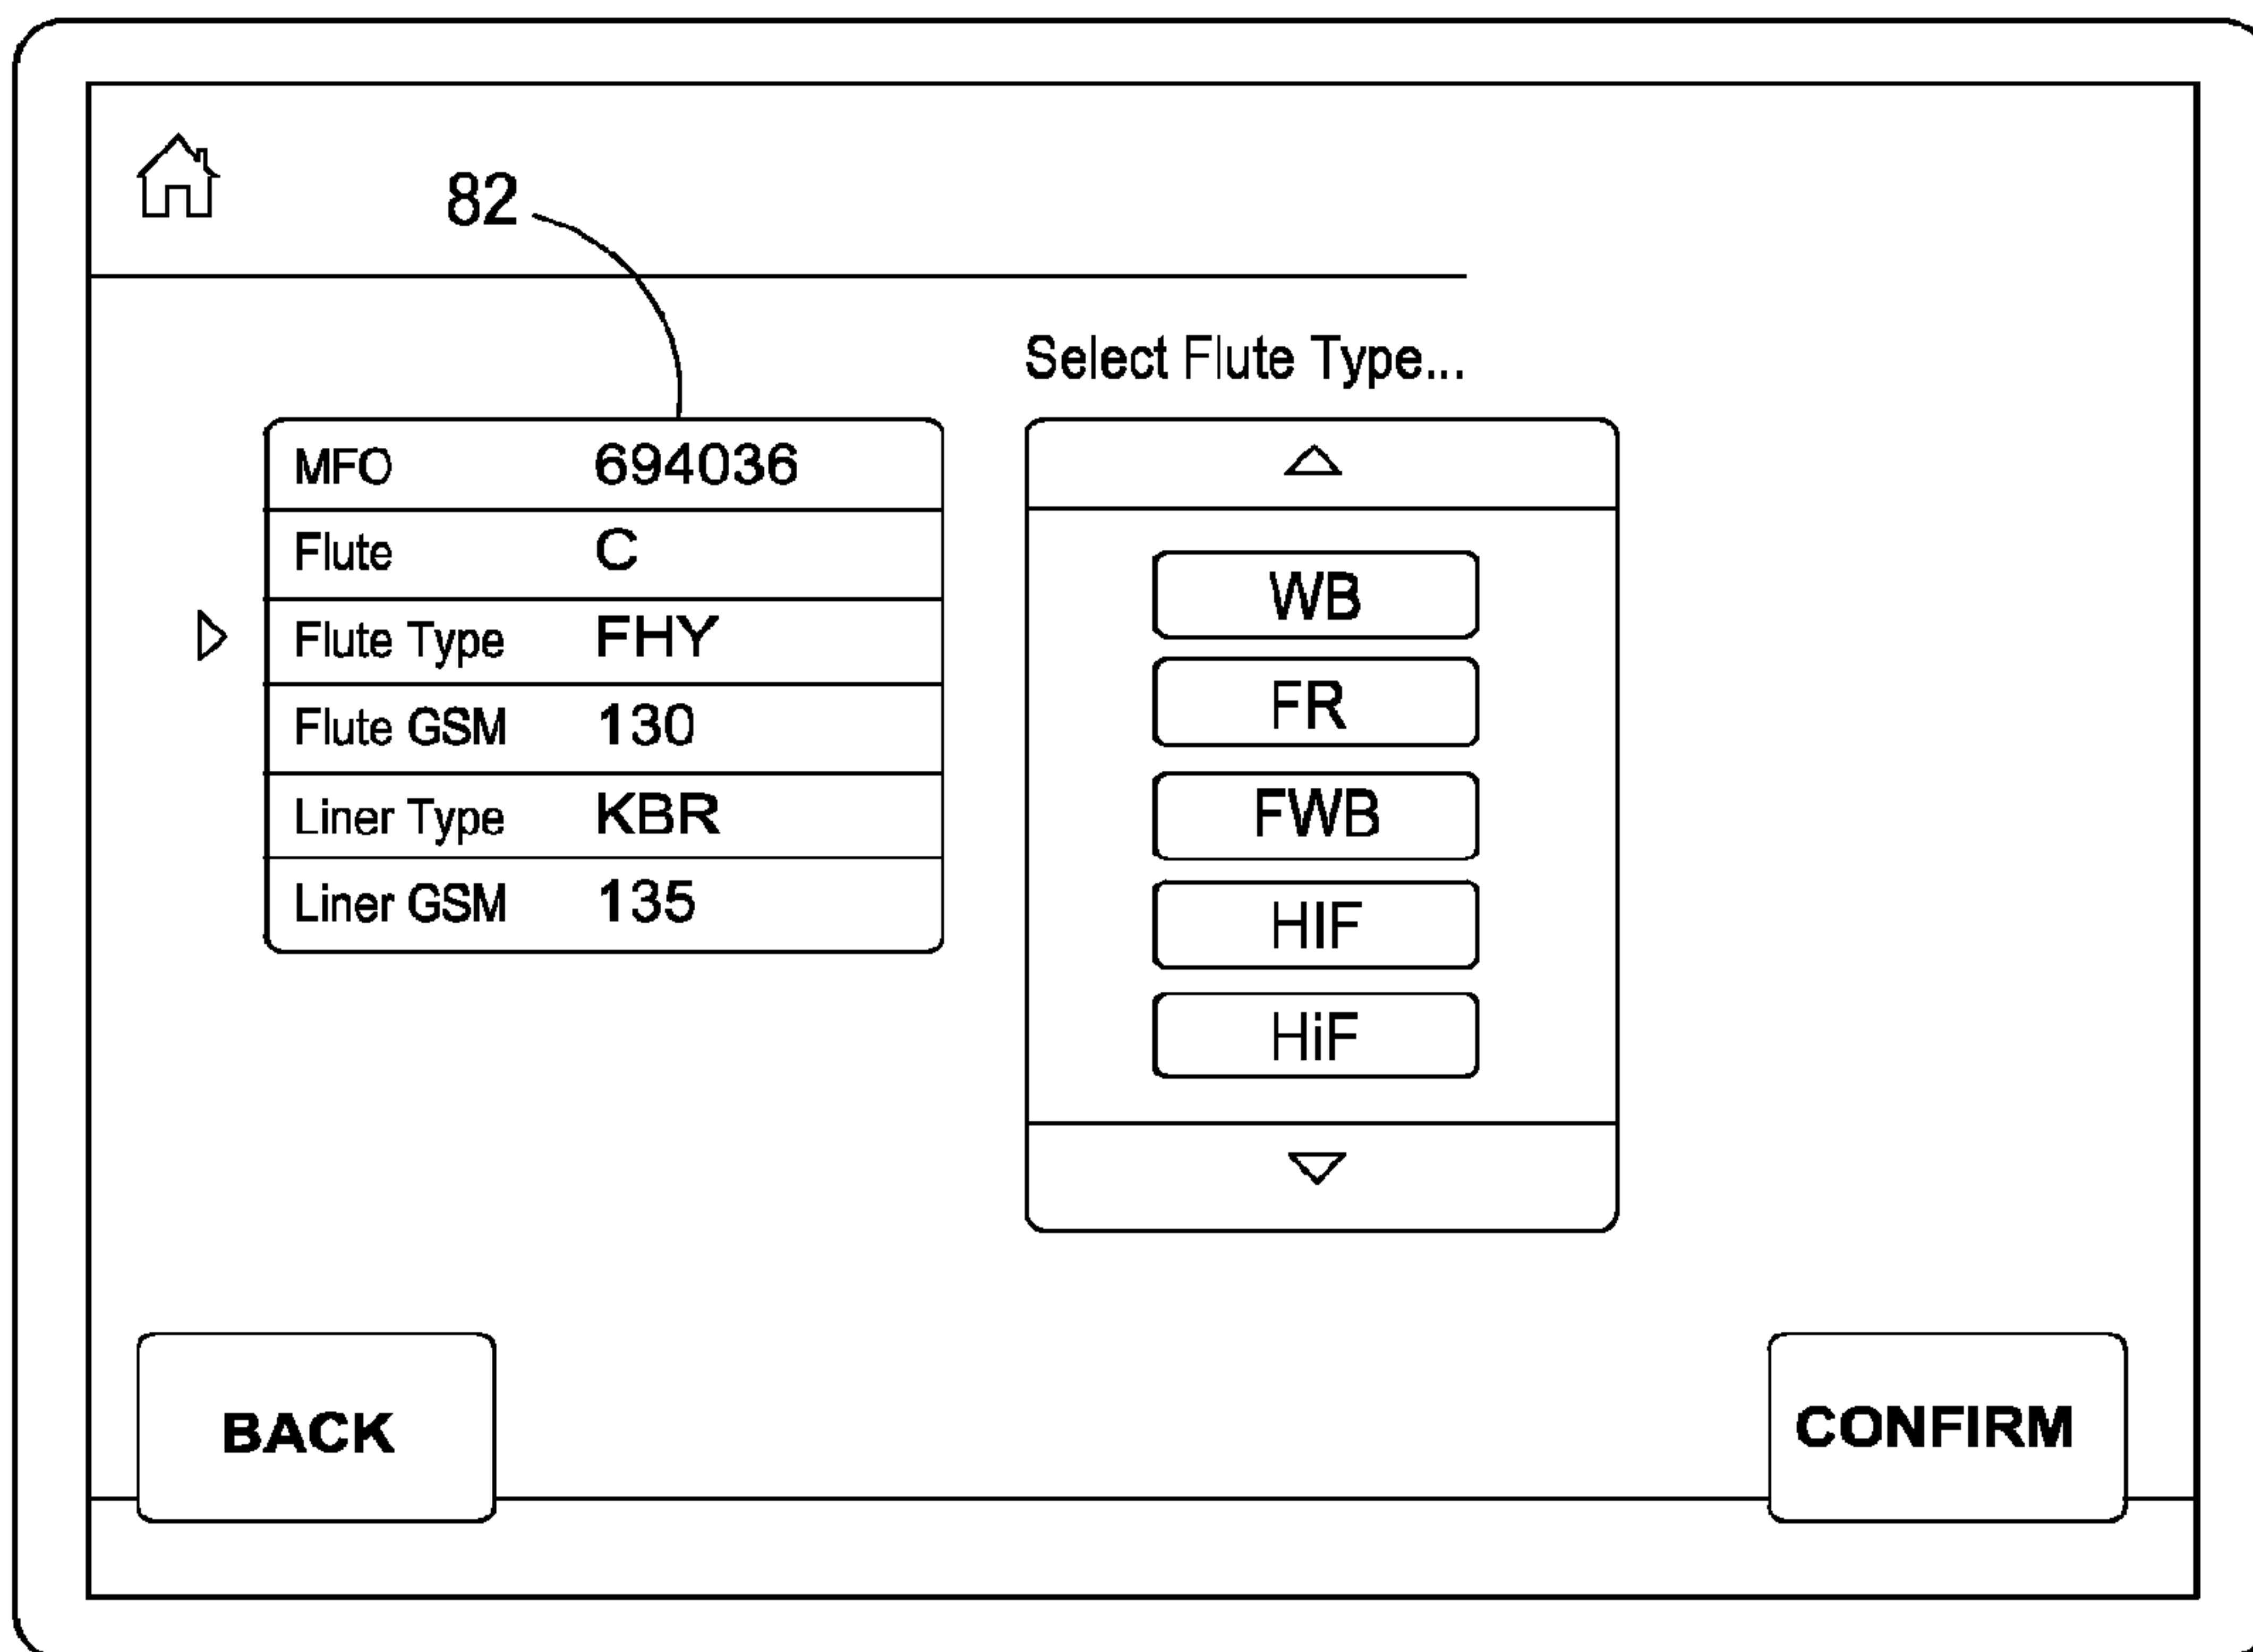 82
Select Flute Type...
MFO 694036
Flute C
Flute Type FHY
Flute GSM 130
Liner Type KBR
Liner GSM 135
WB
FR
FWB
HIF
HiF
BACK
CONFIRM